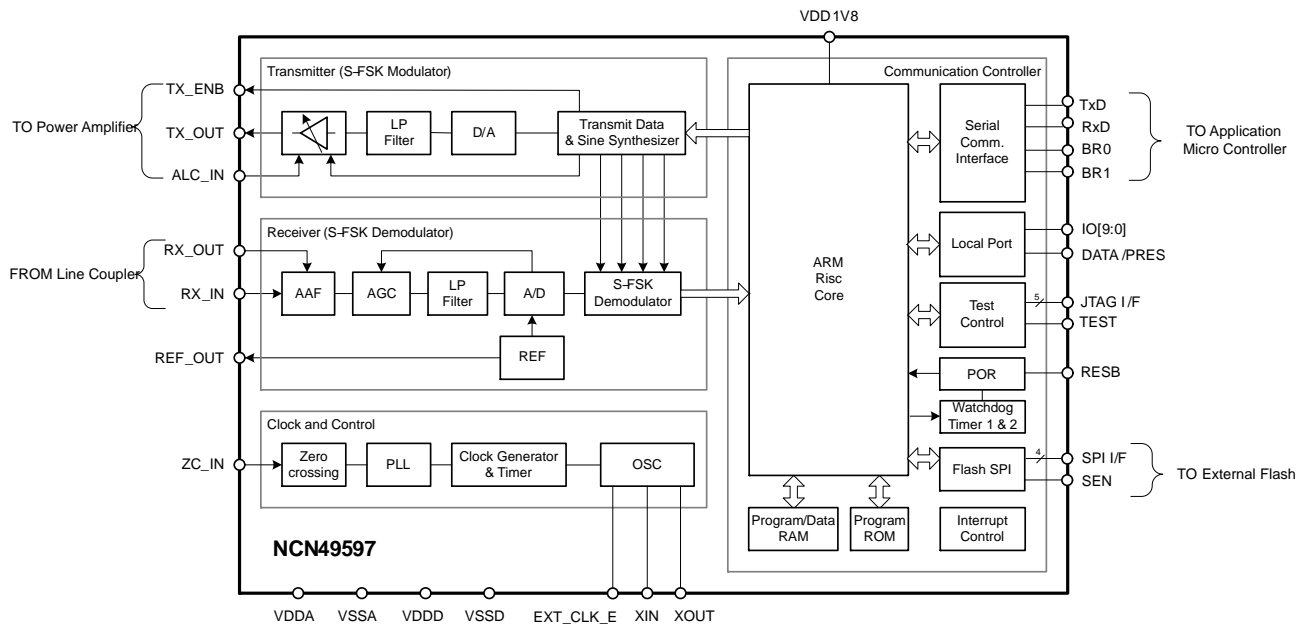 VDD1V8
Transmitter (S-FSK Modulator)
Communication Controller
TX_ENB
TO Power Amplifier
TX_OUT
ALC_IN
LP
Filter
D/A
Transmit Data
& Sine Synthesizer
Serial
Comm.
Interface
TxD
RxD
BR0
BR1
TO Application
Micro Controller
Receiver (S-FSK Demodulator)
RX_OUT
FROM Line Coupler
RX_IN
REF_OUT
AAF
AGC
LP
Filter
A/D
S-FSK
Demodulator
REF
ARM
Risc
Core
Local Port
IO[9:0]
DATA/PRES
Test
Control
5
JTAG I/F
TEST
POR
RESB
Watchdog
Timer 1 & 2
Clock and Control
ZC_IN
Zero
crossing
PLL
Clock Generator
& Timer
OSC
Flash SPI
4
SPI I/F
SEN
TO External Flash
Program/Data
RAM
Program
ROM
Interrupt
Control
NCN49597
VDDA
VSSA
VDDD
VSSD
EXT_CLK_E
XIN
XOUT